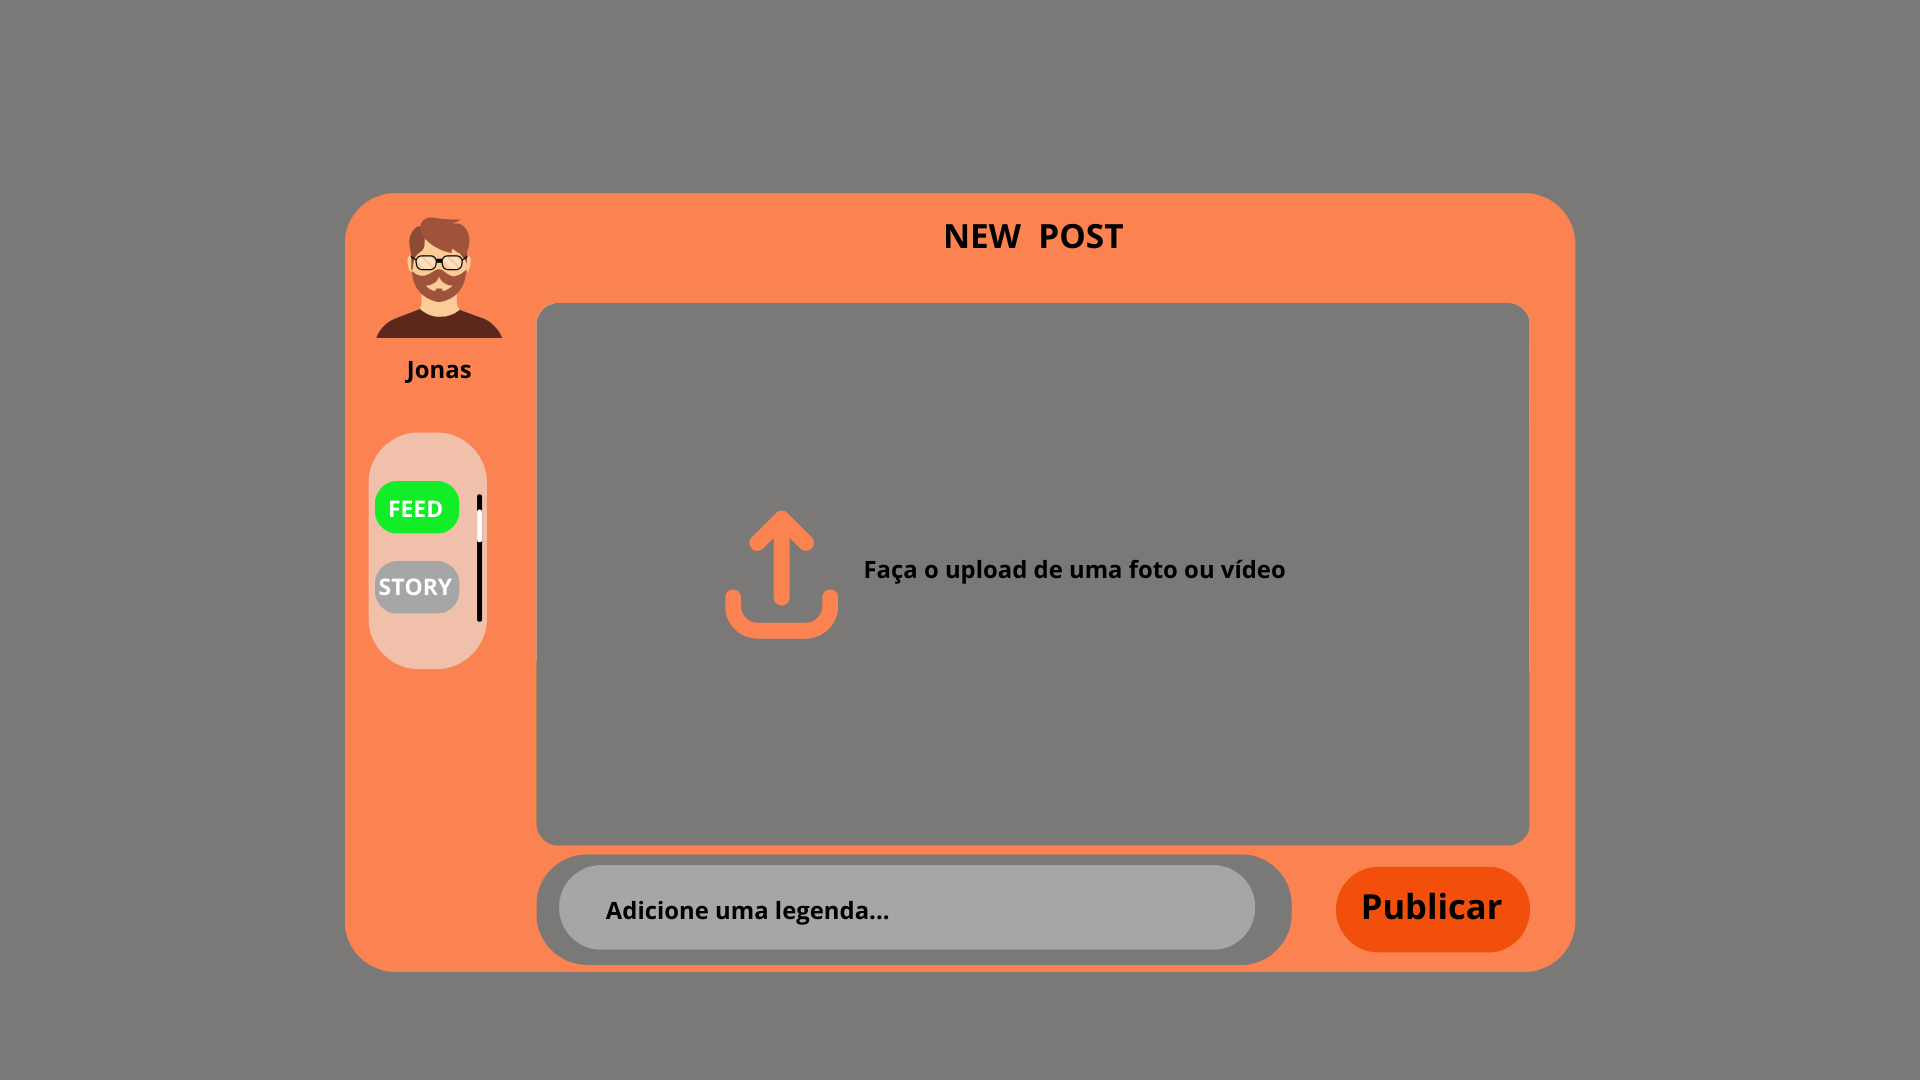 NEW POST
Jonas
FEED
STORY
Faça o upload de uma foto ou vídeo
Adicione uma legenda...
Publicar